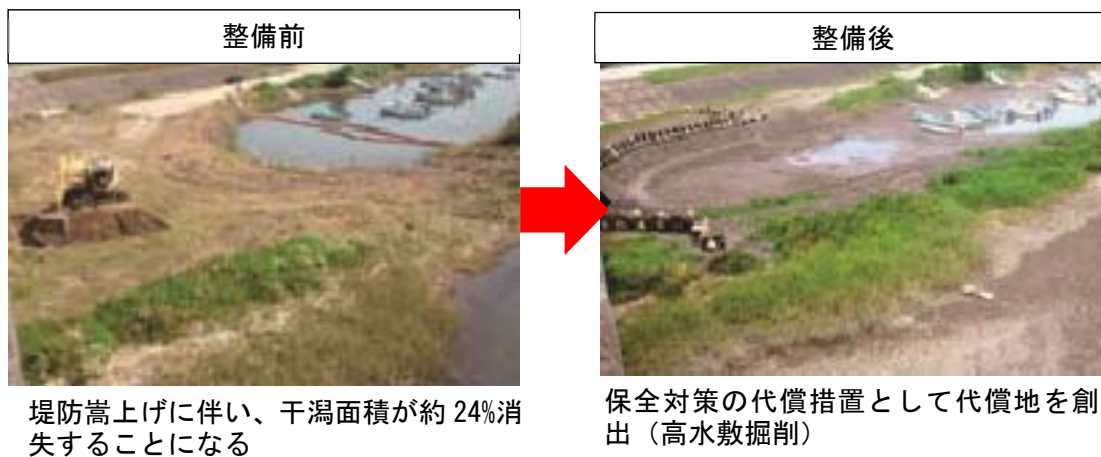 整備前
整備後
堤防嵩上げに伴い、干潟面積が約 24%消
失することになる
保全対策の代償措置として代償地を創
出（高水敷掘削）